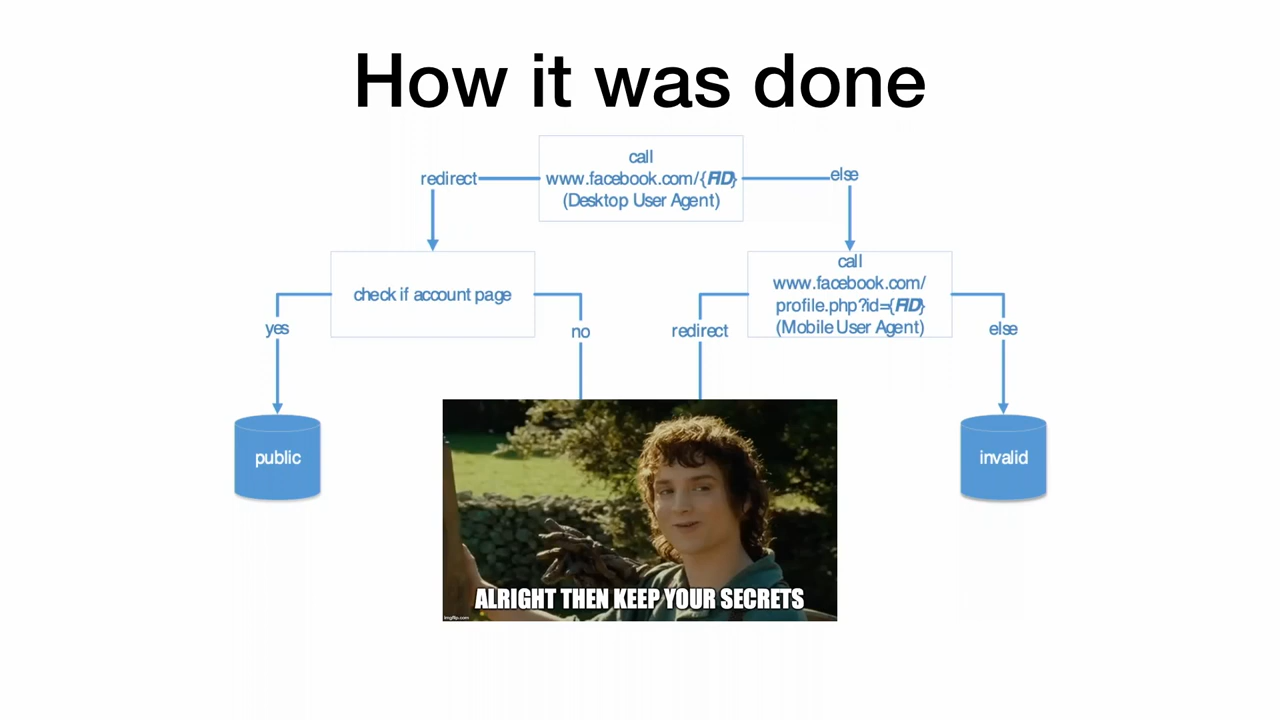 How it was done
call
www.facebook.com/{FID}
(Desktop User Agent)
redirect
else
check if account page
call
www.facebook.com/
profile.php?id={FID}
(Mobile User Agent)
yes
no
redirect
else
public
invalid
ALRIGHT THEN KEEP YOUR SECRETS
imgflip.com